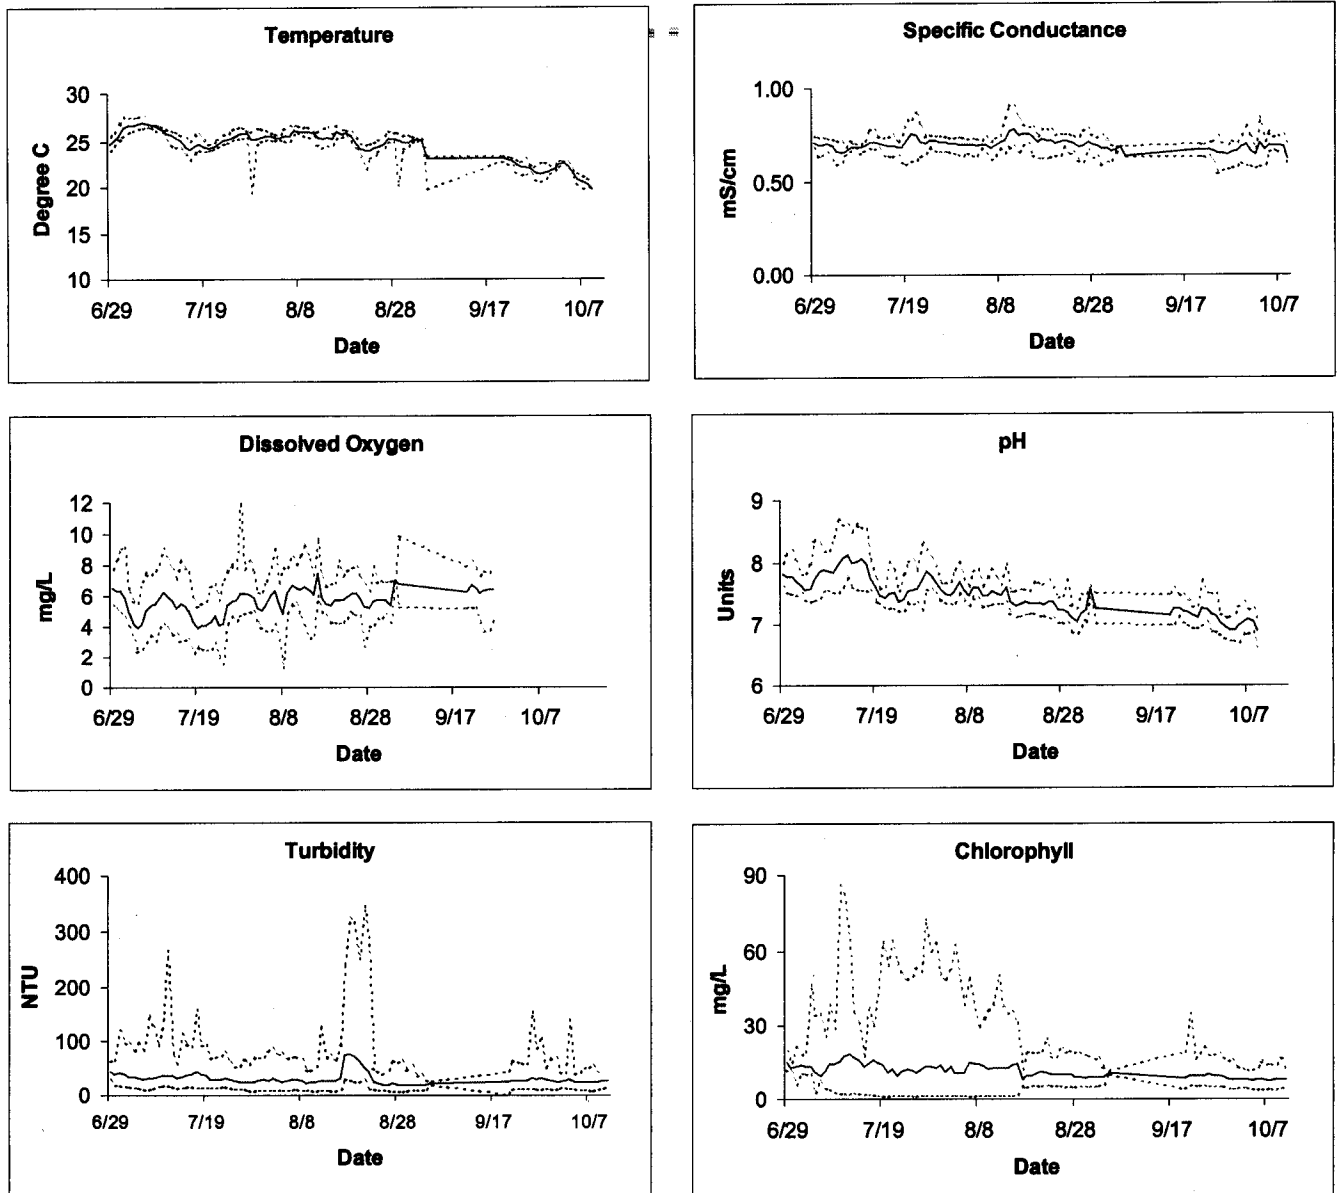 Temperature
30
25
20
15
10
Degree C
6/29 7/19 8/8 8/28 9/17 10/7
Date
Specific Conductance
1.00
0.50
0.00
mS/cm
6/29 7/19 8/8 8/28 9/17 10/7
Date
Dissolved Oxygen
12
10
8
6
4
2
0
mg/L
6/29 7/19 8/8 8/28 9/17 10/7
Date
pH
9
8
7
6
Units
6/29 7/19 8/8 8/28 9/17 10/7
Date
Turbidity
400
300
200
100
0
NTU
6/29 7/19 8/8 8/28 9/17 10/7
Date
Chlorophyll
90
60
30
0
mg/L
6/29 7/19 8/8 8/28 9/17 10/7
Date